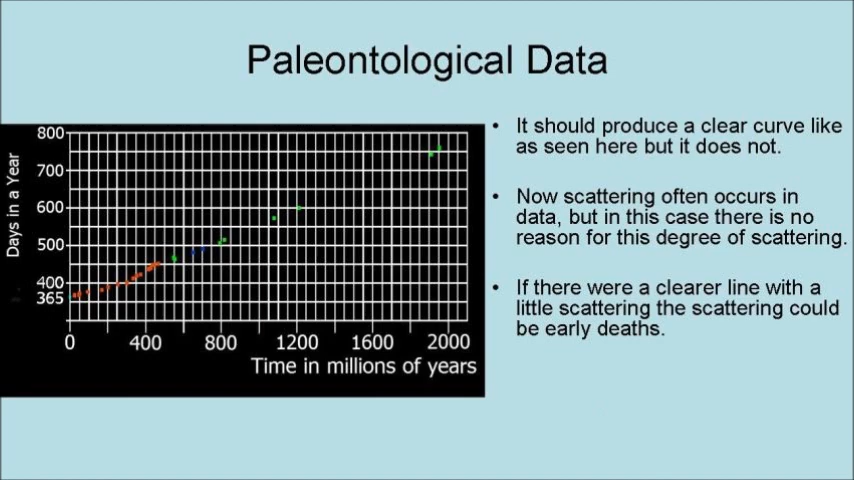 Paleontological Data
800
700
600
500
400
365
Days in a Year
0
400
800
1200
1600
2000
Time in millions of years
• It should produce a clear curve like
as seen here but it does not.
• Now scattering often occurs in
data, but in this case there is no
reason for this degree of scattering.
• If there were a clearer line with a
little scattering the scattering could
be early deaths.